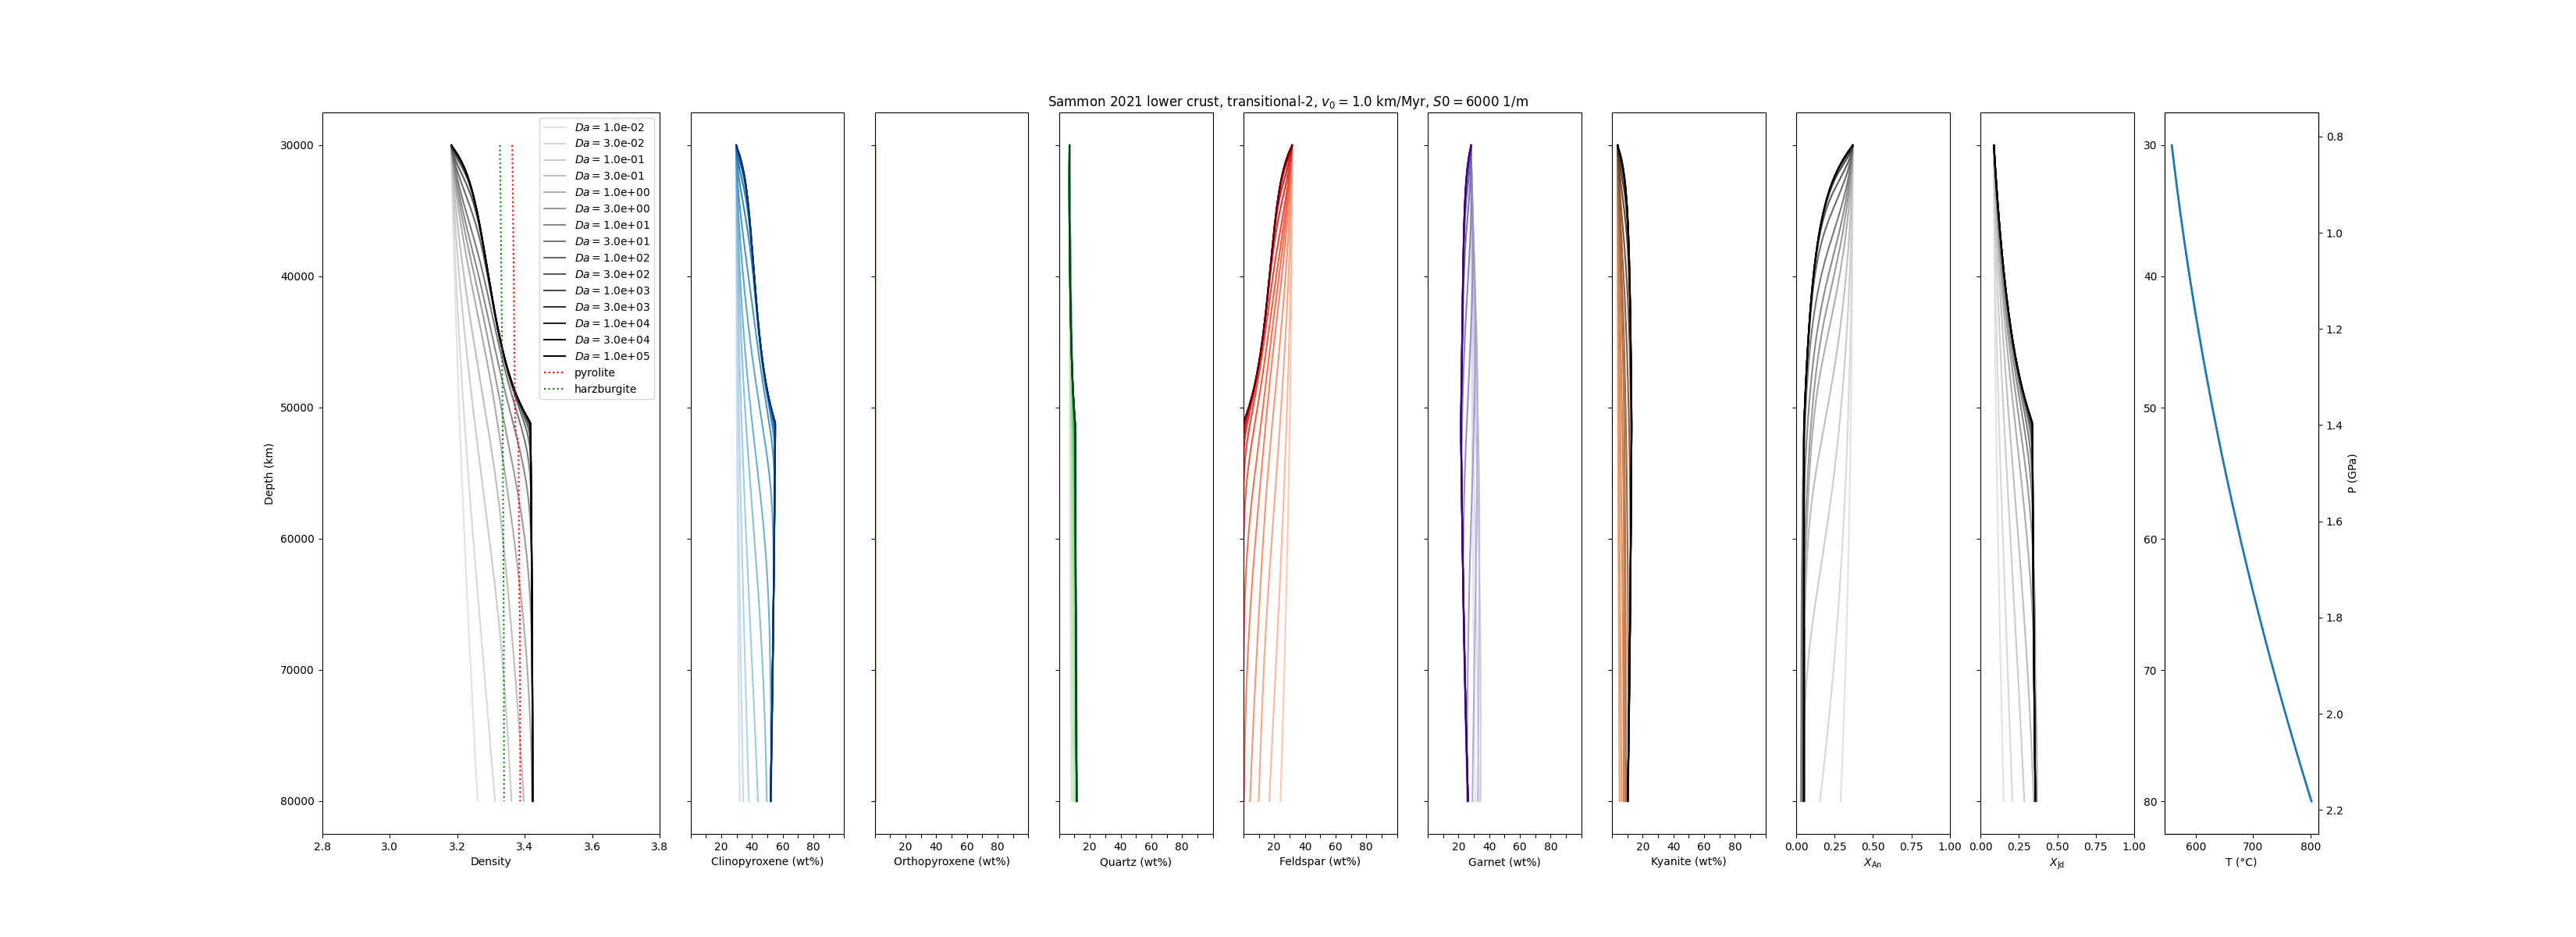 Sammon 2021 lower crust, transitional-2, v₀ = 1.0 km/Myr, S0 = 6000 1/m
Da = 1.0e-02
Da = 3.0e-02
Da = 1.0e-01
Da = 3.0e-01
Da = 1.0e+00
Da = 3.0e+00
Da = 1.0e+01
Da = 3.0e+01
Da = 1.0e+02
Da = 3.0e+02
Da = 1.0e+03
Da = 3.0e+03
Da = 1.0e+04
Da = 3.0e+04
Da = 1.0e+05
pyrolite
harzburgite
Depth (km)
30000
40000
50000
60000
70000
80000
2.8 3.0 3.2 3.4 3.6 3.8
Density
20 40 60 80
Clinopyroxene (wt%)
20 40 60 80
Orthopyroxene (wt%)
20 40 60 80
Quartz (wt%)
20 40 60 80
Feldspar (wt%)
20 40 60 80
Garnet (wt%)
20 40 60 80
Kyanite (wt%)
0.00 0.25 0.50 0.75 1.00
X_An
0.00 0.25 0.50 0.75 1.00
X_Jd
30
40
50
60
70
80
600 700 800
T (°C)
0.8
1.0
1.2
1.4
1.6
1.8
2.0
2.2
P (GPa)